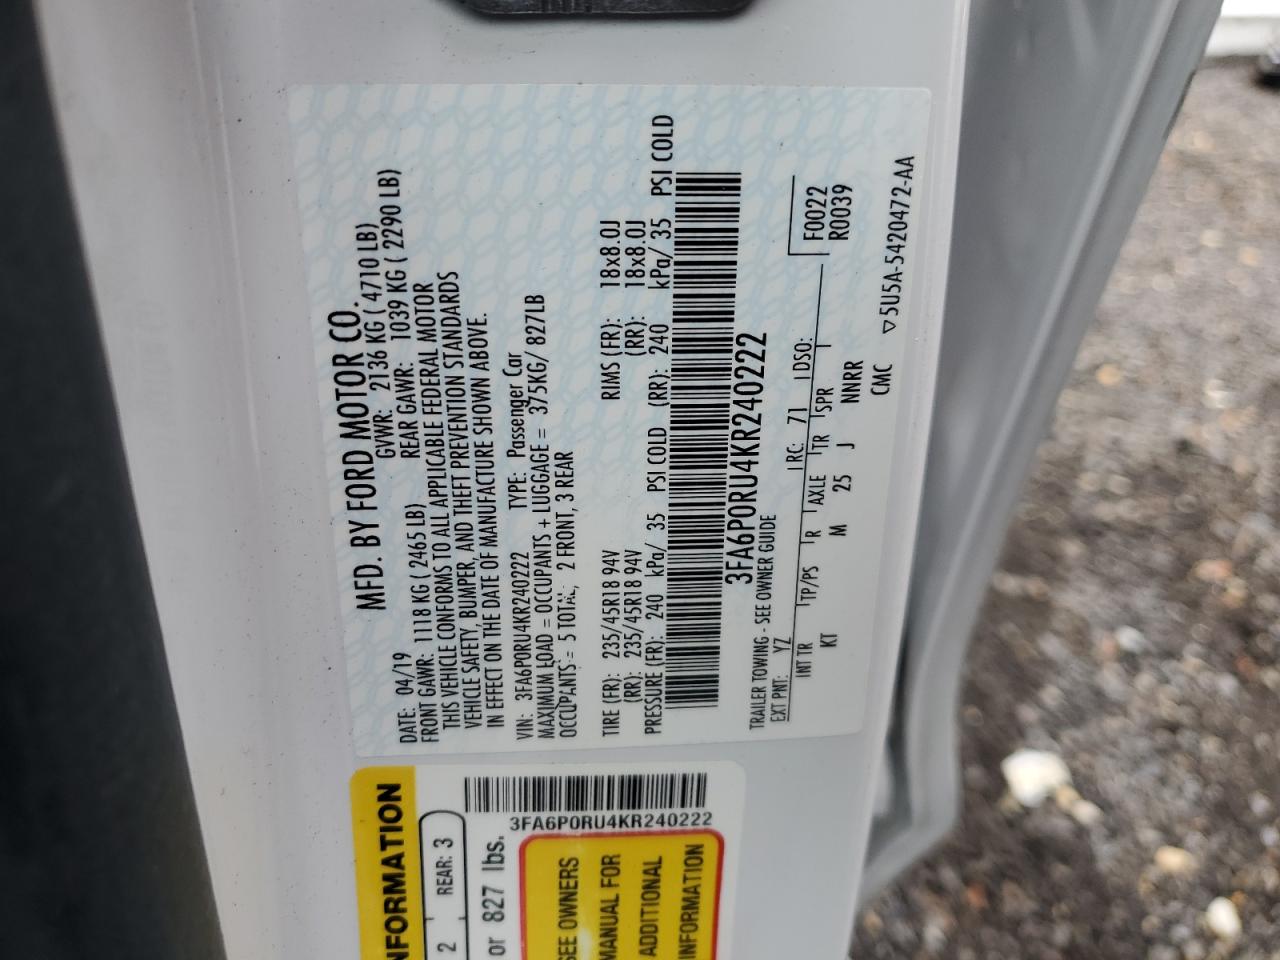 MFD. BY FORD MOTOR CO.
DATE: 04/19 GVWR: 2136 KG ( 4710 LB)
FRONT GAWR: 1118 KG ( 2465 LB) REAR GAWR: 1039 KG ( 2290 LB)
THIS VEHICLE CONFORMS TO ALL APPLICABLE FEDERAL MOTOR
VEHICLE SAFETY, BUMPER, AND THEFT PREVENTION STANDARDS
IN EFFECT ON THE DATE OF MANUFACTURE SHOWN ABOVE.
VIN: 3FA6P0RU4KR240222 TYPE: Passenger Car
MAXIMUM LOAD = OCCUPANTS + LUGGAGE = 375KG/ 827LB
OCCUPANTS = 5 TOTAL, 2 FRONT, 3 REAR
TIRE (FR): 235/45R18 94V RIMS (FR): 18x8.0J
(RR): 235/45R18 94V (RR): 18x8.0J
PRESSURE (FR): 240 kPa/ 35 PSI COLD (RR): 240 kPa/ 35 PSI COLD
3FA6P0RU4KR240222
TRAILER TOWING - SEE OWNER GUIDE
EXT PNT: YZ RC: 71 DSO:
F0022
R0039
INT TR TP/PS R AXLE TR SPR
KT M 25 J NNRR
CMC
▽5U5A-5420472-AA
NFORMATION
2 REAR: 3
or 827 lbs.
3FA6P0RU4KR240222
SEE OWNERS
MANUAL FOR
ADDITIONAL
INFORMATION